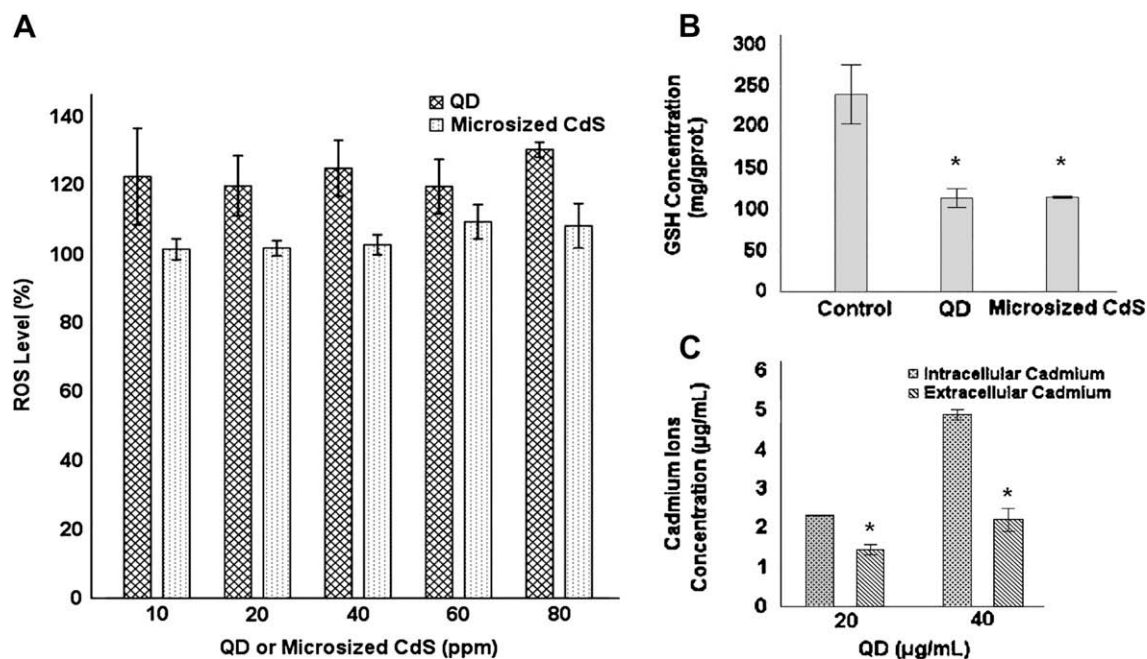 A
ROS Level (%)
140
120
100
80
60
40
20
0
QD
Microsized CdS
10 20 40 60 80
QD or Microsized CdS (ppm)
B
GSH Concentration
(mg/gprot.)
300
250
200
150
100
50
0
* *
Control QD Microsized CdS
C
Cadmium Ions
Concentration (µg/mL)
6
5
4
3
2
1
0
Intracellular Cadmium
Extracellular Cadmium
* *
20 40
QD (µg/mL)